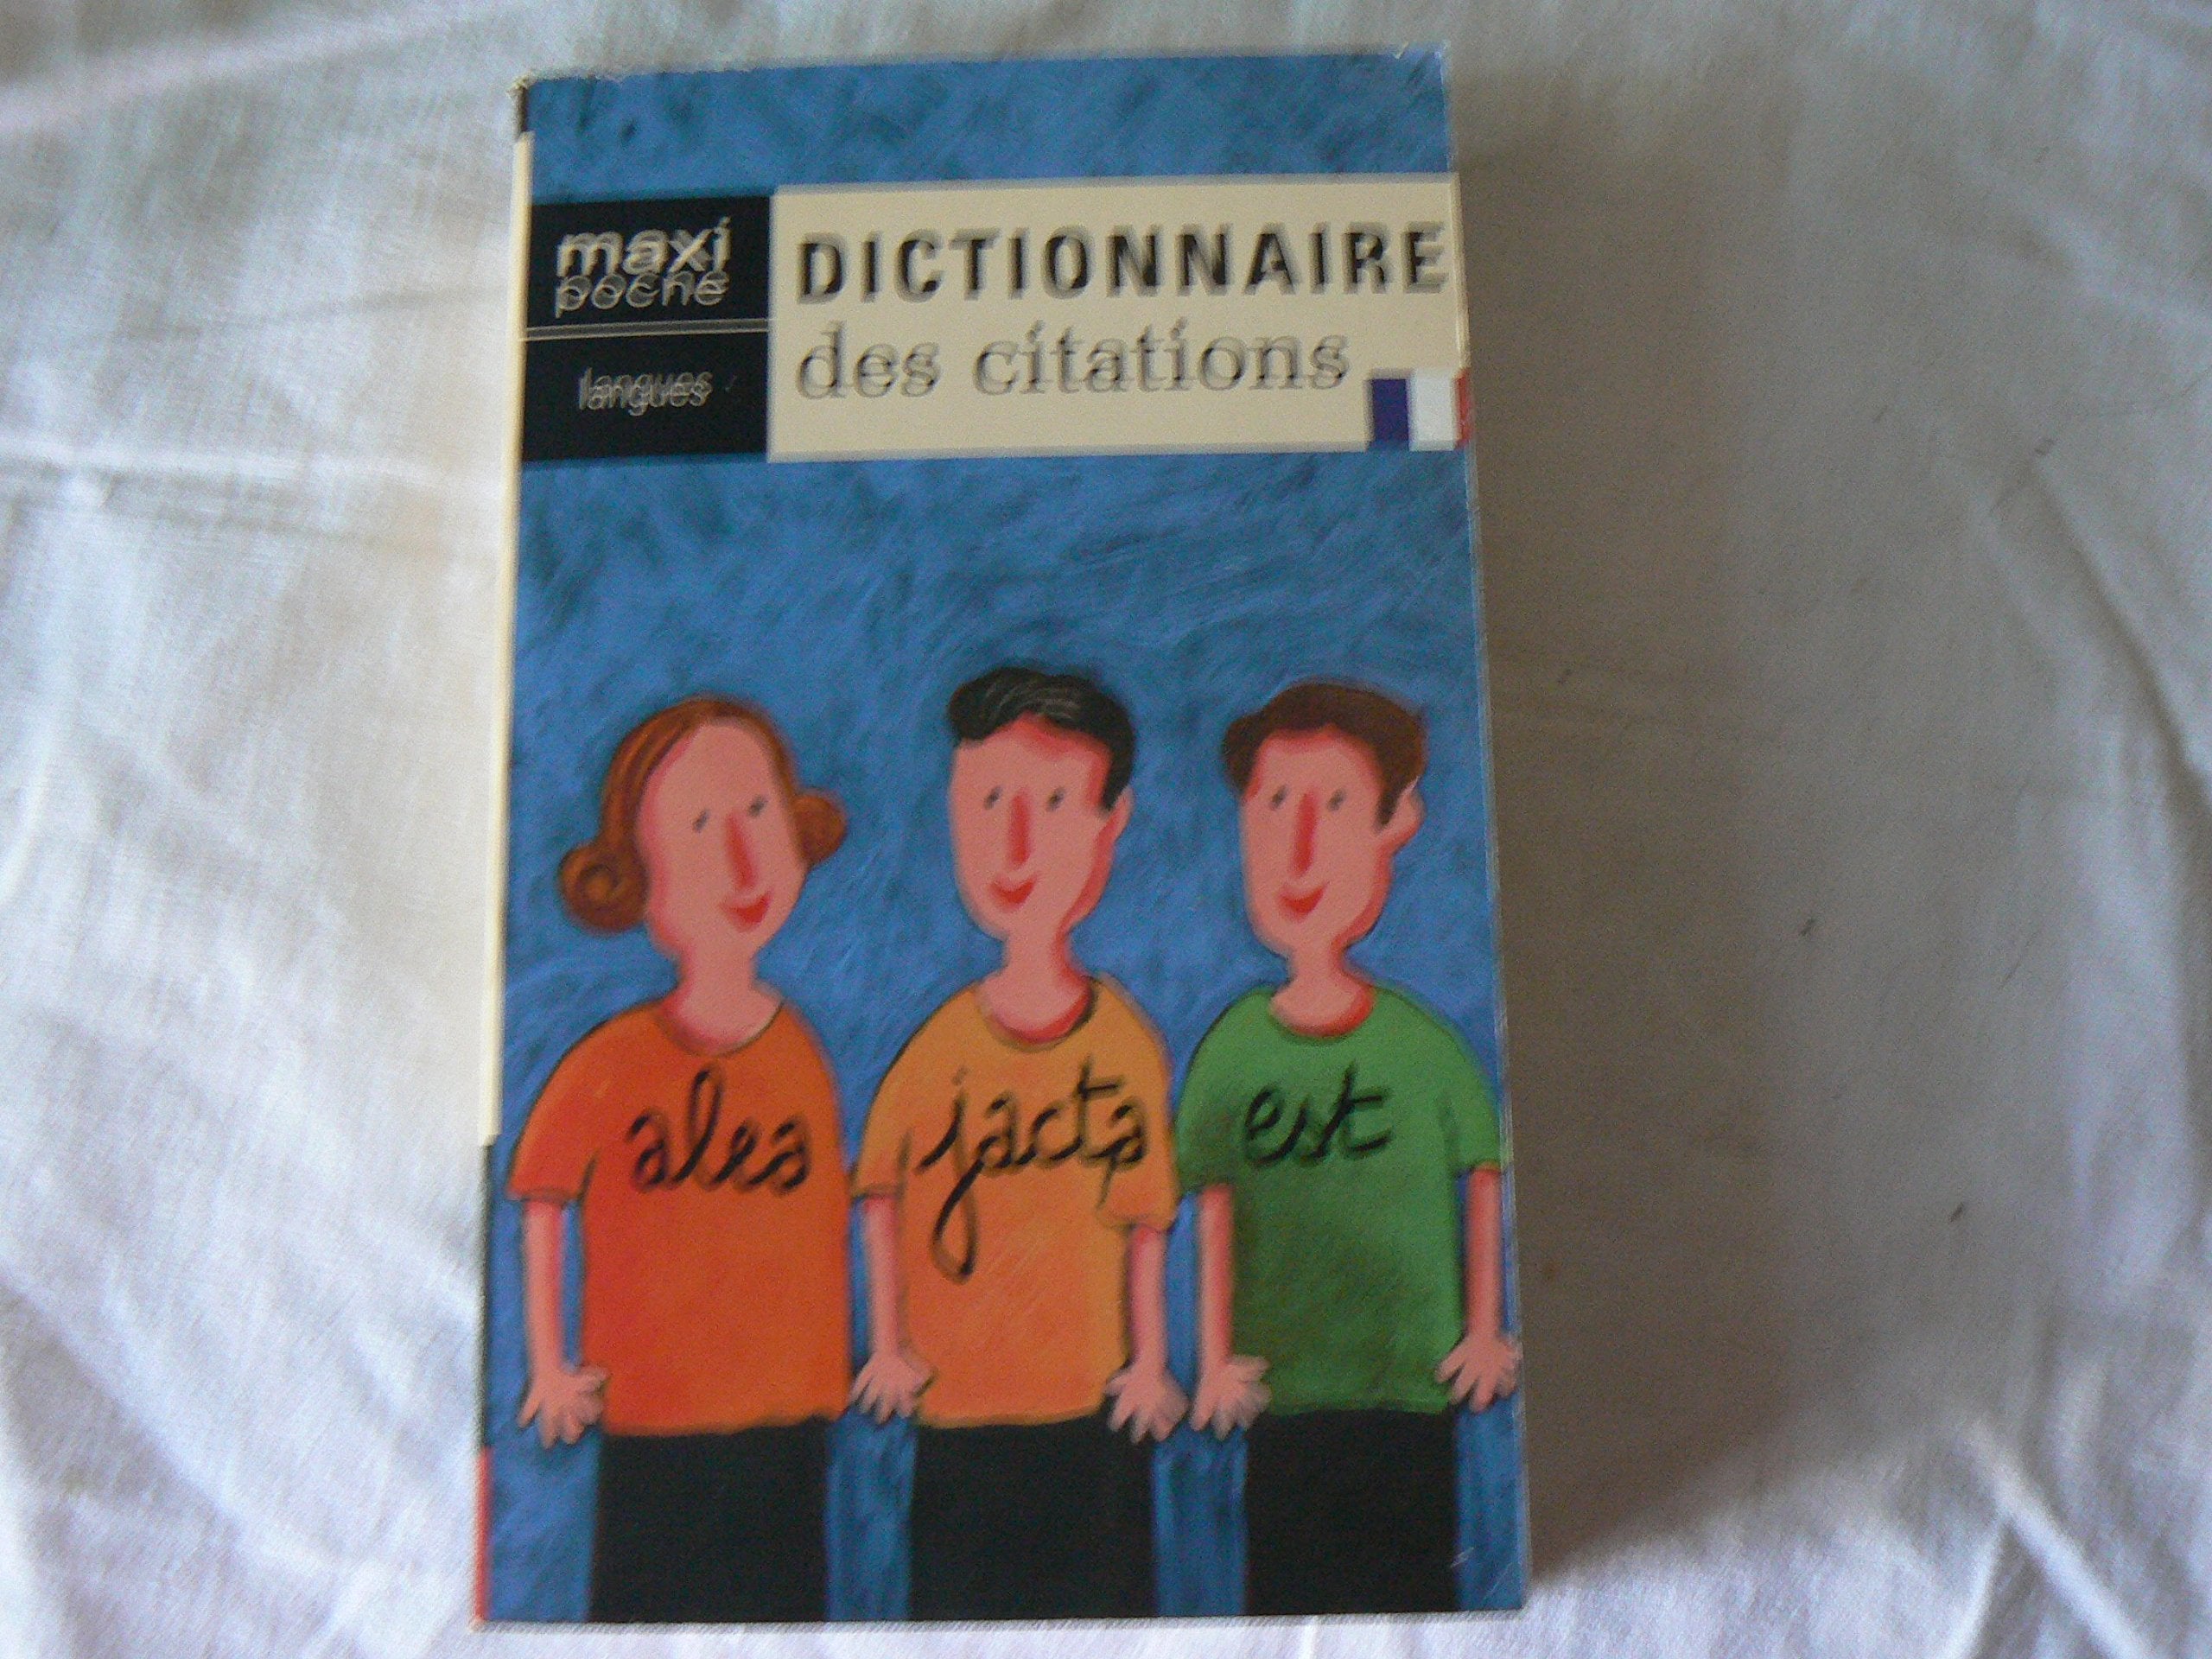 maxi
poche
langues
DICTIONNAIRE
des citations
alea jacta est